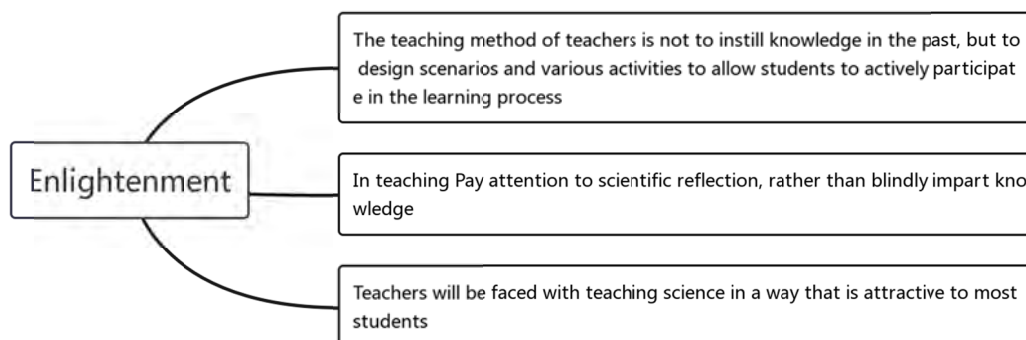 The teaching method of teachers is not to instill knowledge in the past, but to
design scenarios and various activities to allow students to actively participat
e in the learning process
Enlightenment
In teaching Pay attention to scientific reflection, rather than blindly impart kno
wledge
Teachers will be faced with teaching science in a way that is attractive to most
students